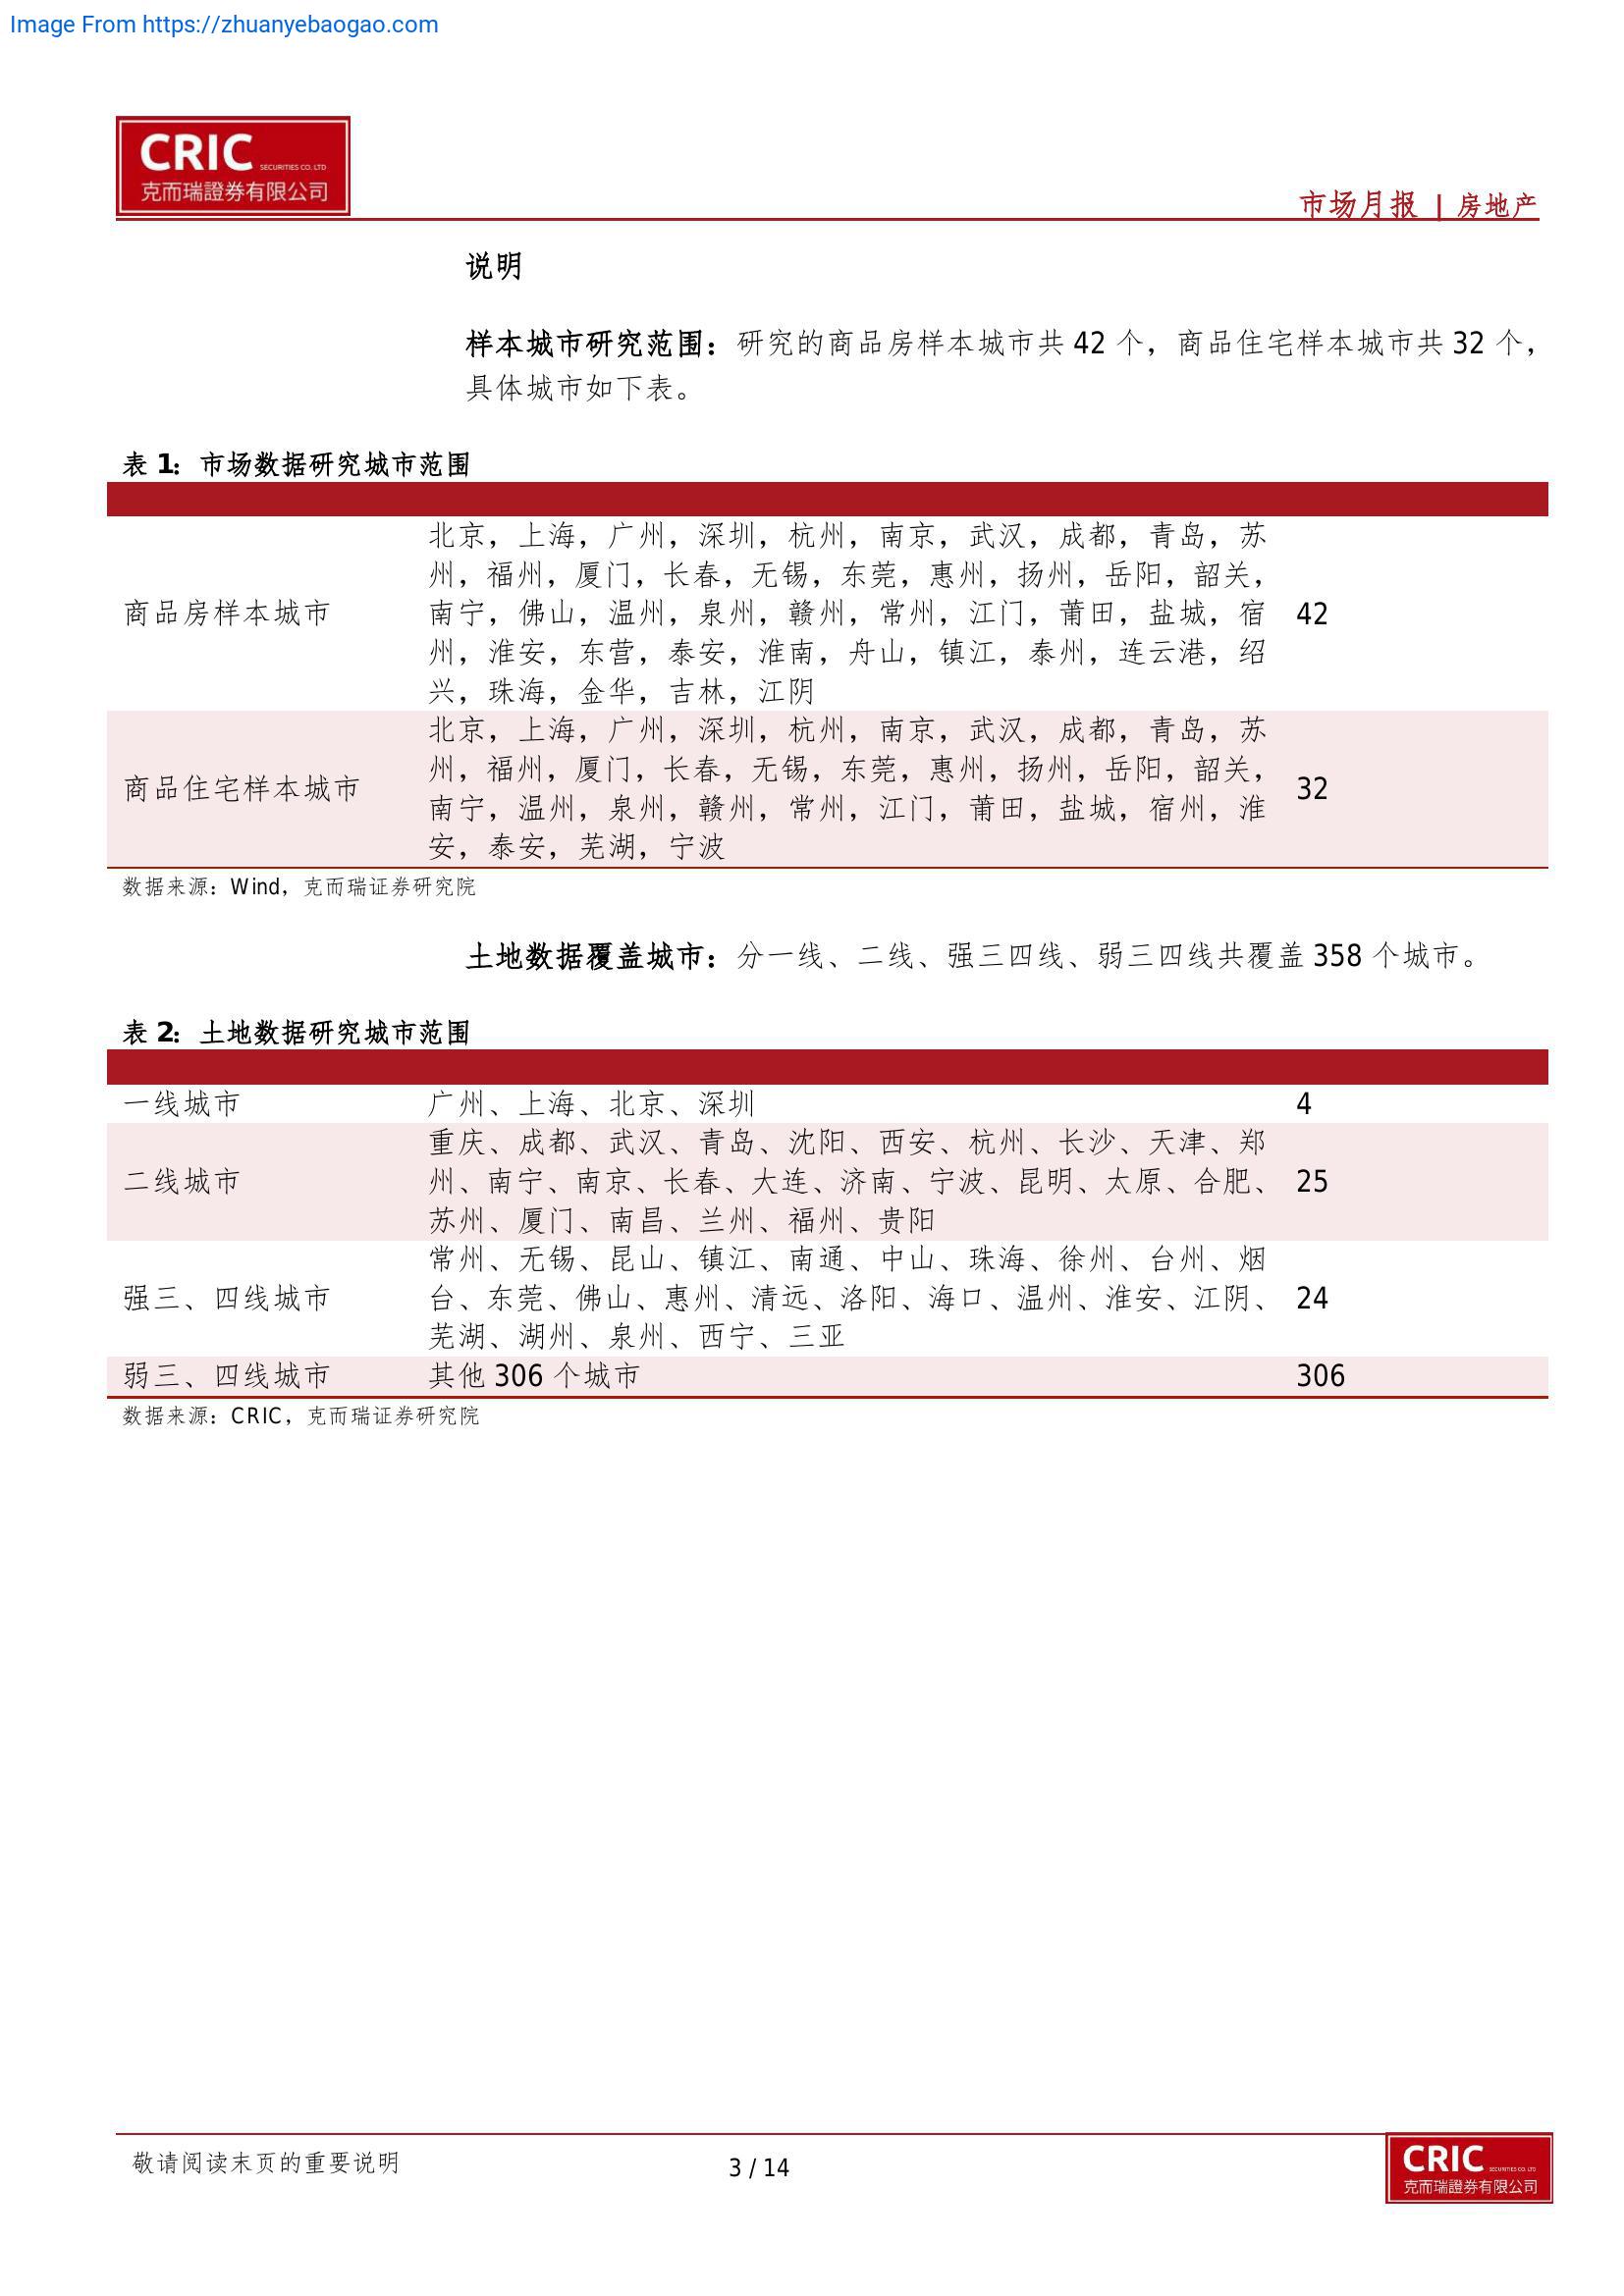 Image From https://zhuanyebaogao.com
CRIC SECURITIES CO. LTD
克而瑞證券有限公司
市场月报 | 房地产
说明
样本城市研究范围：研究的商品房样本城市共 42 个，商品住宅样本城市共 32 个，
具体城市如下表。
表 1：市场数据研究城市范围
北京，上海，广州，深圳，杭州，南京，武汉，成都，青岛，苏
州，福州，厦门，长春，无锡，东莞，惠州，扬州，岳阳，韶关，
商品房样本城市 南宁，佛山，温州，泉州，赣州，常州，江门，莆田，盐城，宿 42
州，淮安，东营，泰安，淮南，舟山，镇江，泰州，连云港，绍
兴，珠海，金华，吉林，江阴
北京，上海，广州，深圳，杭州，南京，武汉，成都，青岛，苏
州，福州，厦门，长春，无锡，东莞，惠州，扬州，岳阳，韶关，
商品住宅样本城市 32
南宁，温州，泉州，赣州，常州，江门，莆田，盐城，宿州，淮
安，泰安，芜湖，宁波
数据来源：Wind，克而瑞证券研究院
土地数据覆盖城市：分一线、二线、强三四线、弱三四线共覆盖 358 个城市。
表 2：土地数据研究城市范围
一线城市 广州、上海、北京、深圳 4
重庆、成都、武汉、青岛、沈阳、西安、杭州、长沙、天津、郑
二线城市 州、南宁、南京、长春、大连、济南、宁波、昆明、太原、合肥、 25
苏州、厦门、南昌、兰州、福州、贵阳
常州、无锡、昆山、镇江、南通、中山、珠海、徐州、台州、烟
强三、四线城市 台、东莞、佛山、惠州、清远、洛阳、海口、温州、淮安、江阴、 24
芜湖、湖州、泉州、西宁、三亚
弱三、四线城市 其他 306 个城市 306
数据来源：CRIC，克而瑞证券研究院
敬请阅读末页的重要说明
3 / 14
CRIC SECURITIES CO. LTD
克而瑞證券有限公司